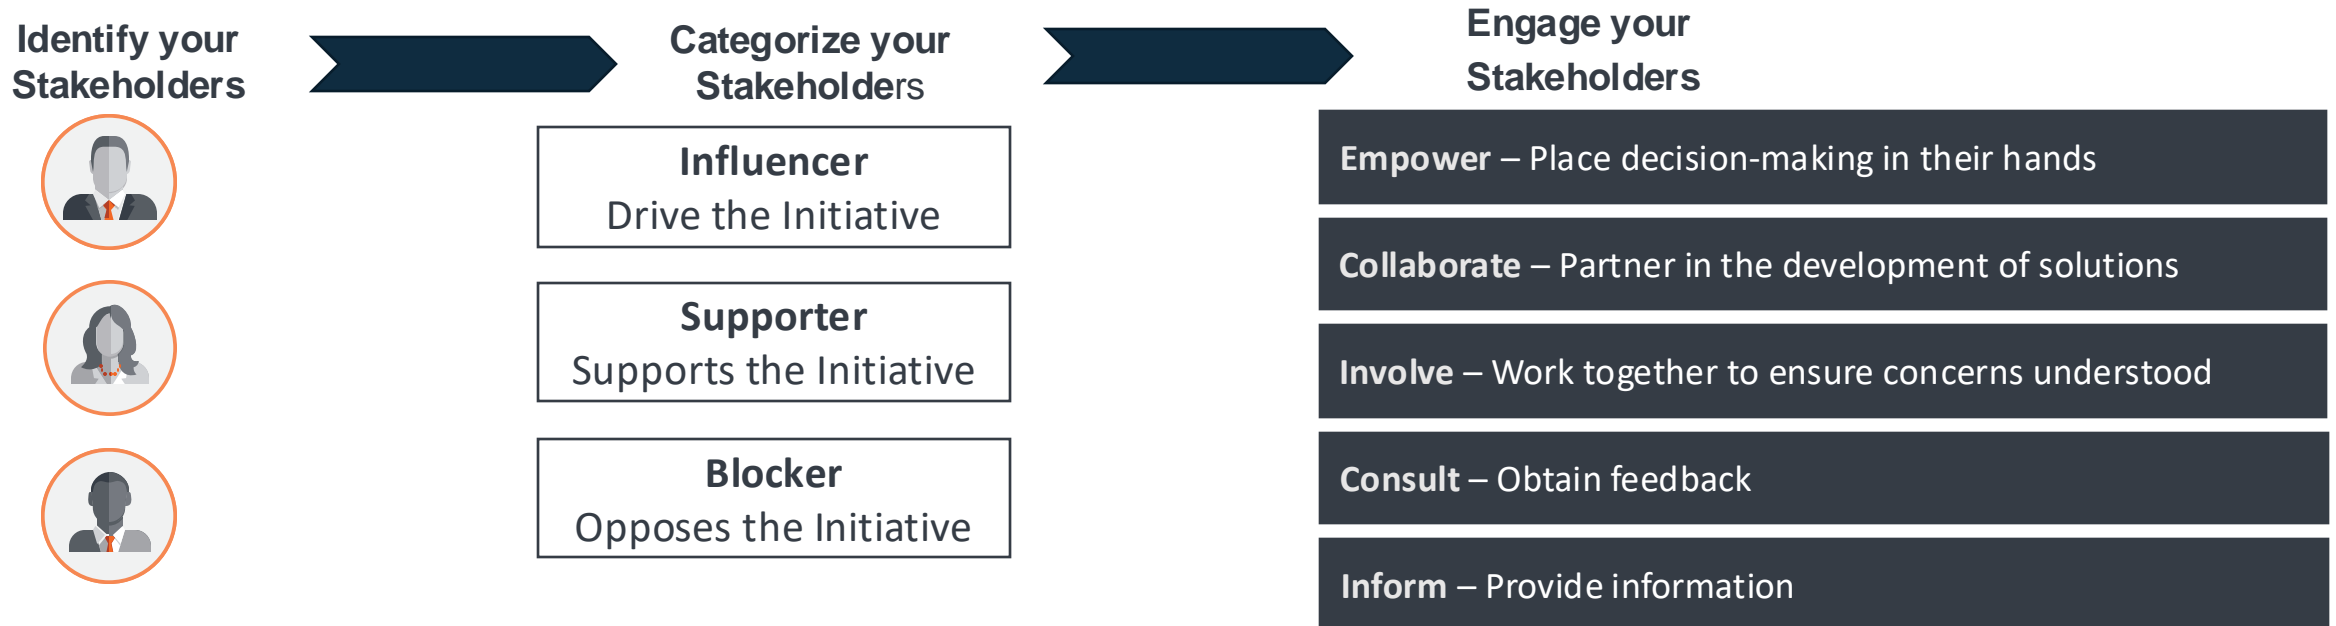 Identify your
Stakeholders
Categorize your
Stakeholders
Engage your
Stakeholders
Influencer
Drive the Initiative
Supporter
Supports the Initiative
Blocker
Opposes the Initiative
Empower – Place decision-making in their hands
Collaborate – Partner in the development of solutions
Involve – Work together to ensure concerns understood
Consult – Obtain feedback
Inform – Provide information